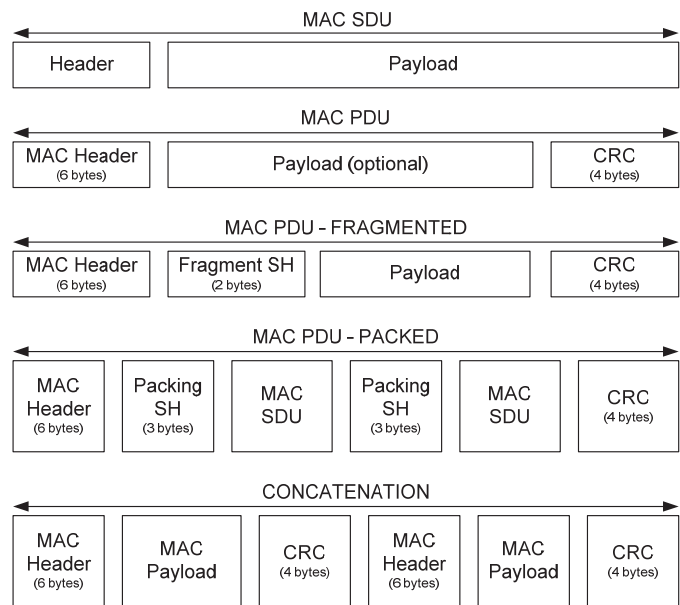 MAC SDU
Header Payload
MAC PDU
MAC Header Payload (optional) CRC
(6 bytes) (4 bytes)
MAC PDU - FRAGMENTED
MAC Header Fragment SH Payload CRC
(6 bytes) (2 bytes) (4 bytes)
MAC PDU - PACKED
MAC Packing MAC Packing MAC CRC
Header SH SDU SH SDU (4 bytes)
(6 bytes) (3 bytes) (3 bytes)
CONCATENATION
MAC MAC CRC MAC MAC CRC
Header Payload (4 bytes) Header Payload (4 bytes)
(6 bytes) (6 bytes)